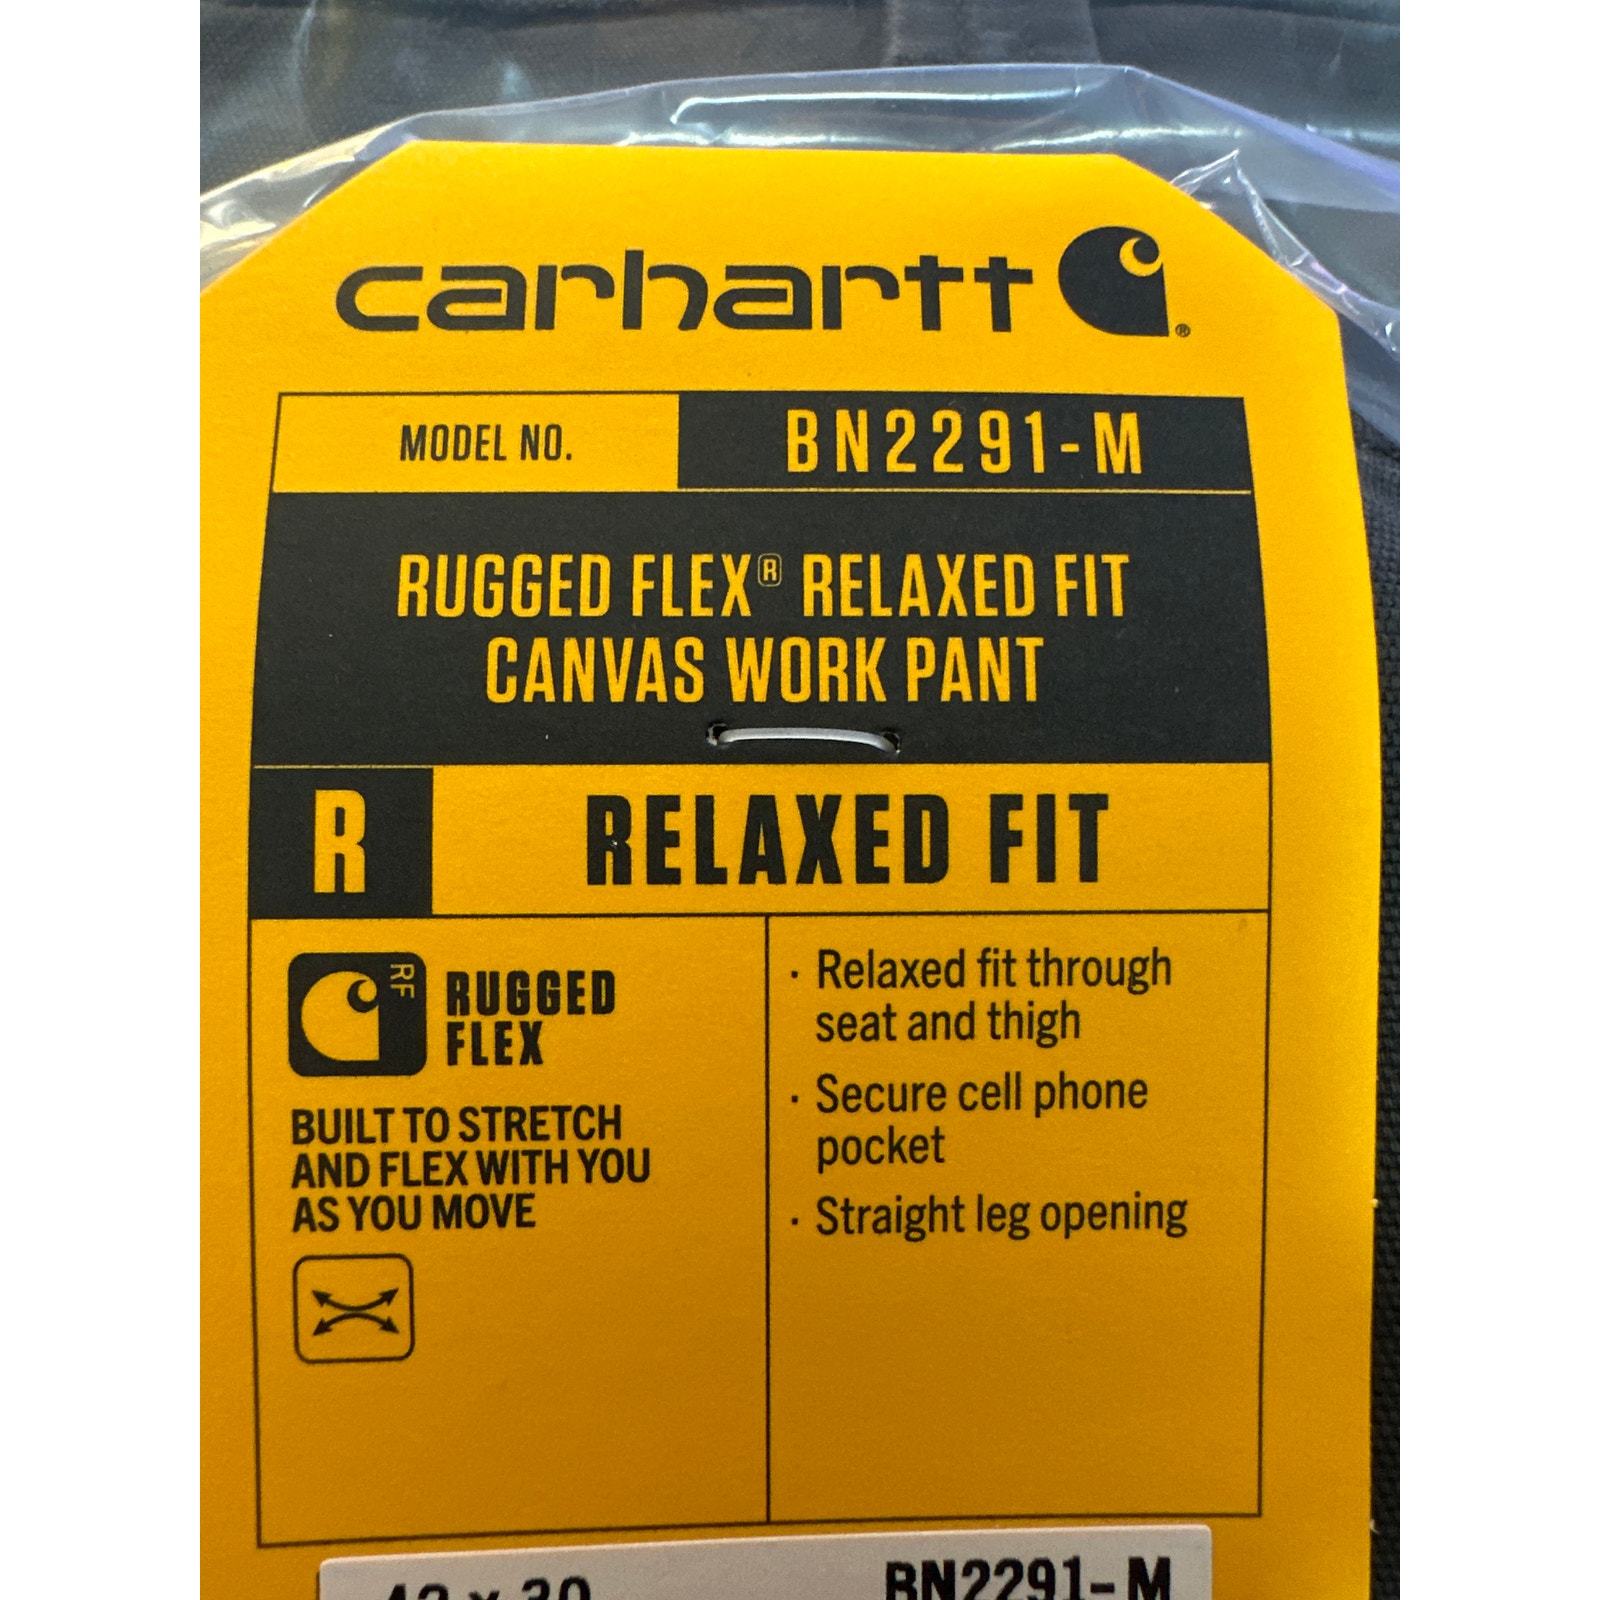 carhartt
MODEL NO.
BN2291-M
RUGGED FLEX® RELAXED FIT
CANVAS WORK PANT
R
RELAXED FIT
RF
RUGGED
FLEX
BUILT TO STRETCH
AND FLEX WITH YOU
AS YOU MOVE
· Relaxed fit through
seat and thigh
· Secure cell phone
pocket
· Straight leg opening
x 30
BN2291-M